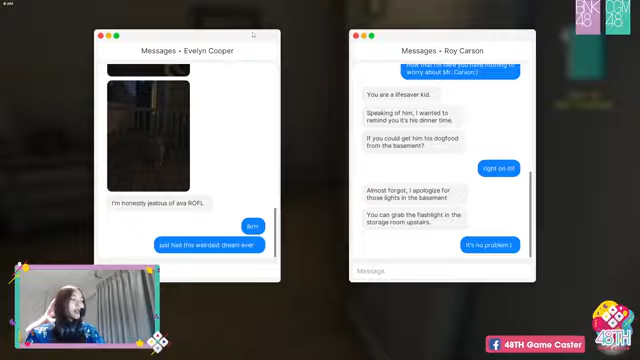 BNK
48
CGM
48
Messages • Evelyn Cooper
I'm honestly jealous of ava ROFL
just had this weirdest dream ever
Messages • Roy Carson
now that I'm here you have nothing to
worry about Mr. Carson:)
You are a lifesaver kid.
Speaking of him, I wanted to
remind you it's his dinner time.
If you could get him his dogfood
from the basement?
right on it!!
Almost forgot, i apologize for
those lights in the basement
You can grab the flashlight in the
storage room upstairs.
It's no problem:)
Message
48TH Game Caster
48TH